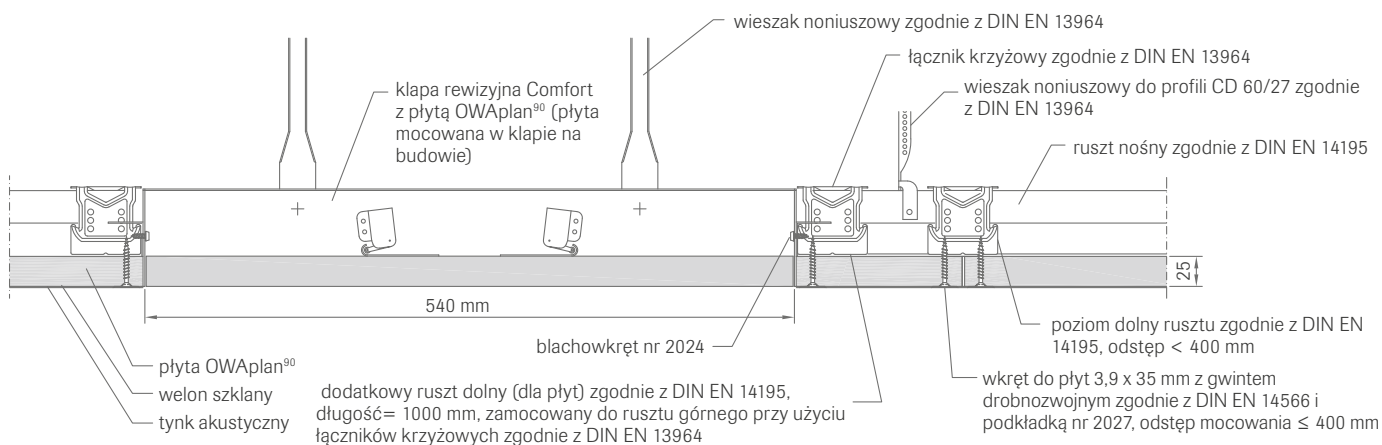 wieszak noniuszowy zgodnie z DIN EN 13964
łącznik krzyżowy zgodnie z DIN EN 13964
wieszak noniuszowy do profili CD 60/27 zgodnie
z DIN EN 13964
klapa rewizyjna Comfort
z płytą OWAplan⁹⁰ (płyta
mocowana w klapie na
budowie)
ruszt nośny zgodnie z DIN EN 14195
25
540 mm
blachowkręt nr 2024
poziom dolny rusztu zgodnie z DIN EN
14195, odstęp < 400 mm
płyta OWAplan⁹⁰
welon szklany
tynk akustyczny
dodatkowy ruszt dolny (dla płyt) zgodnie z DIN EN 14195,
długość= 1000 mm, zamocowany do rusztu górnego przy użyciu
łączników krzyżowych zgodnie z DIN EN 13964
wkręt do płyt 3,9 x 35 mm z gwintem
drobnozwojnym zgodnie z DIN EN 14566 i
podkładką nr 2027, odstęp mocowania ≤ 400 mm